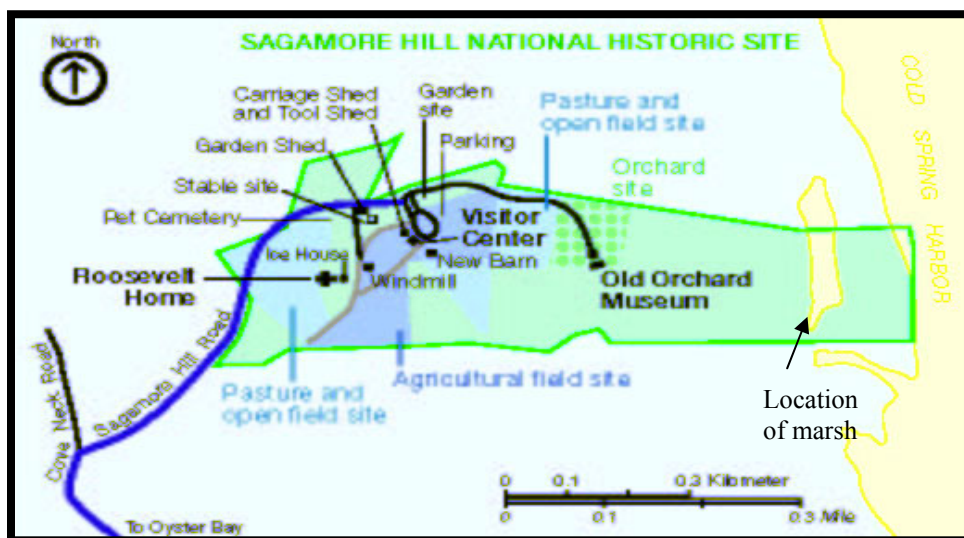 North
SAGAMORE HILL NATIONAL HISTORIC SITE
Carriage Shed
and Tool Shed
Garden
site
Pasture and
open field site
Garden Shed
Parking
Orchard
site
Stable site
Pet Cemetery
Visitor
Center
Ice House
New Barn
Roosevelt
Home
Windmill
Old Orchard
Museum
COLD
SPRING
HARBOR
Sagamore Hill Road
Cove Neck Road
Pasture and
open field site
Agricultural field site
Location
of marsh
0 0.1 0.3 Kilometer
0 0.1 0.3 Mile
To Oyster Bay